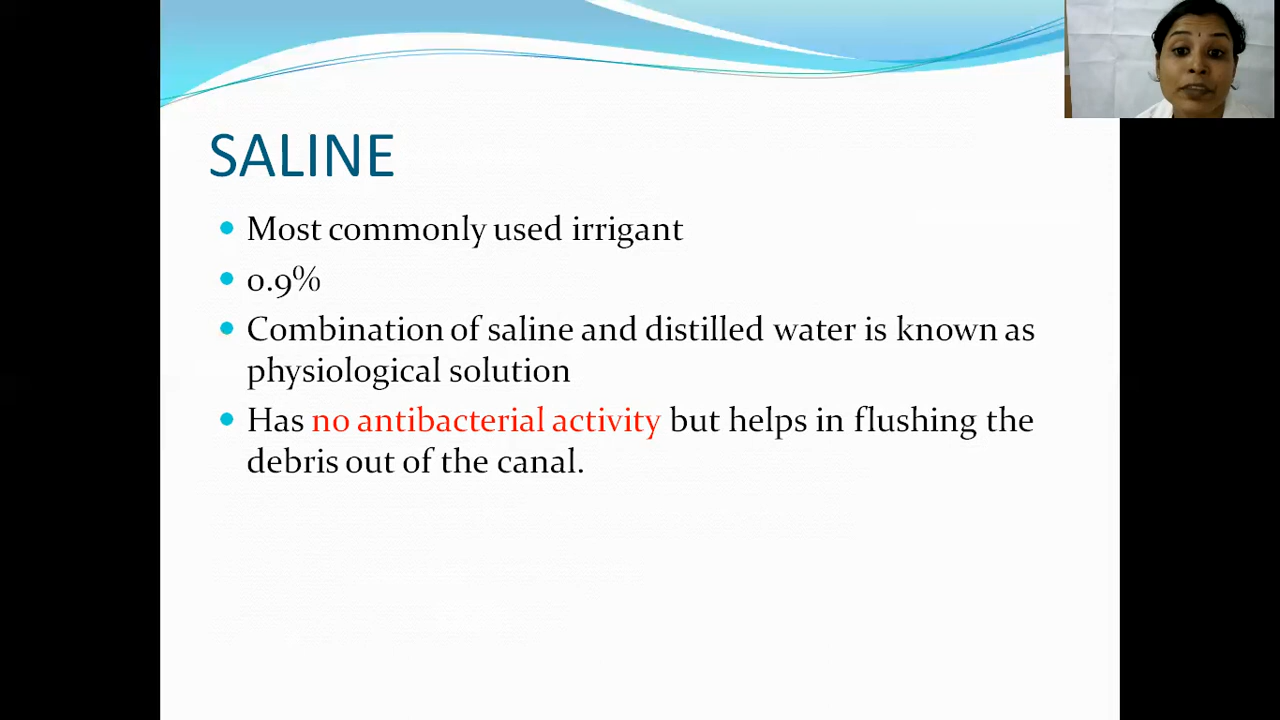 SALINE
Most commonly used irrigant
0.9%
Combination of saline and distilled water is known as
physiological solution
Has no antibacterial activity but helps in flushing the
debris out of the canal.